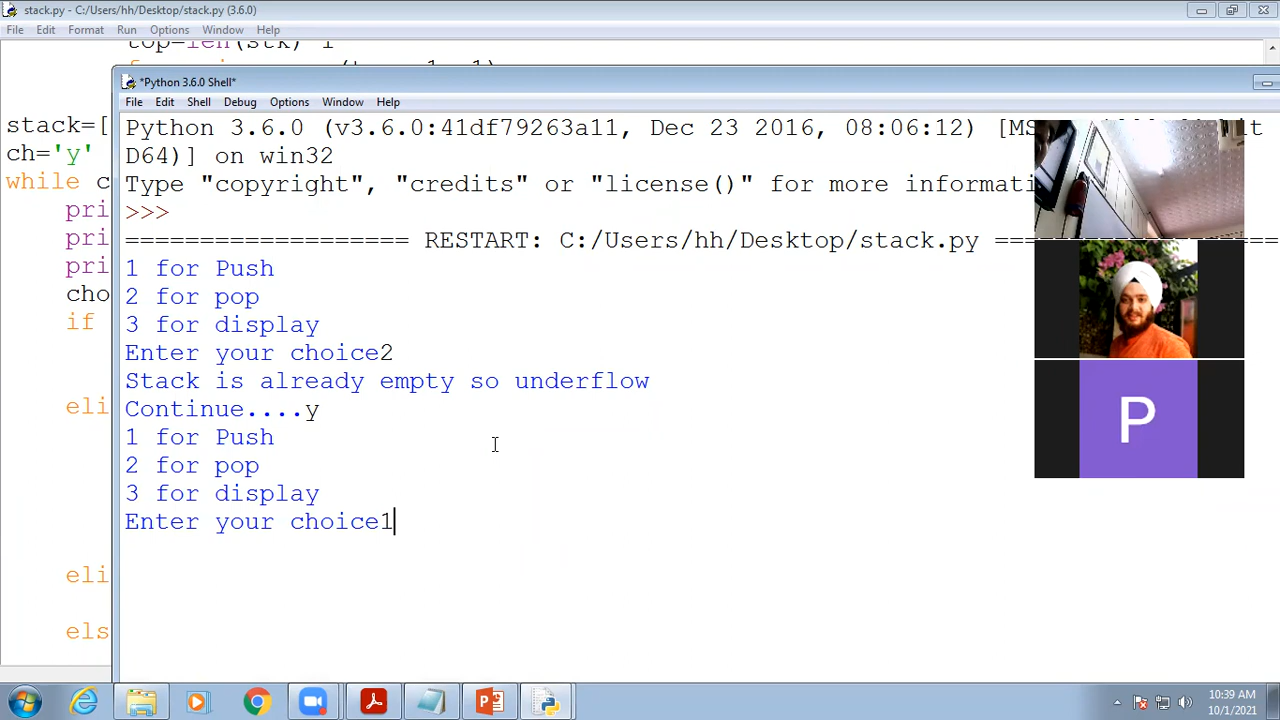 stack.py - C:/Users/hh/Desktop/stack.py (3.6.0)
File Edit Format Run Options Window Help
stack=[
ch='y'
while c
pri
pri
pri
cho
if
eli
eli
els
*Python 3.6.0 Shell*
File Edit Shell Debug Options Window Help
Python 3.6.0 (v3.6.0:41df79263a11, Dec 23 2016, 08:06:12) [MS
D64)] on win32
Type "copyright", "credits" or "license()" for more informati
>>>
=================== RESTART: C:/Users/hh/Desktop/stack.py ===================
1 for Push
2 for pop
3 for display
Enter your choice2
Stack is already empty so underflow
Continue....y
1 for Push
2 for pop
3 for display
Enter your choice1
P
10:39 AM
10/1/2021